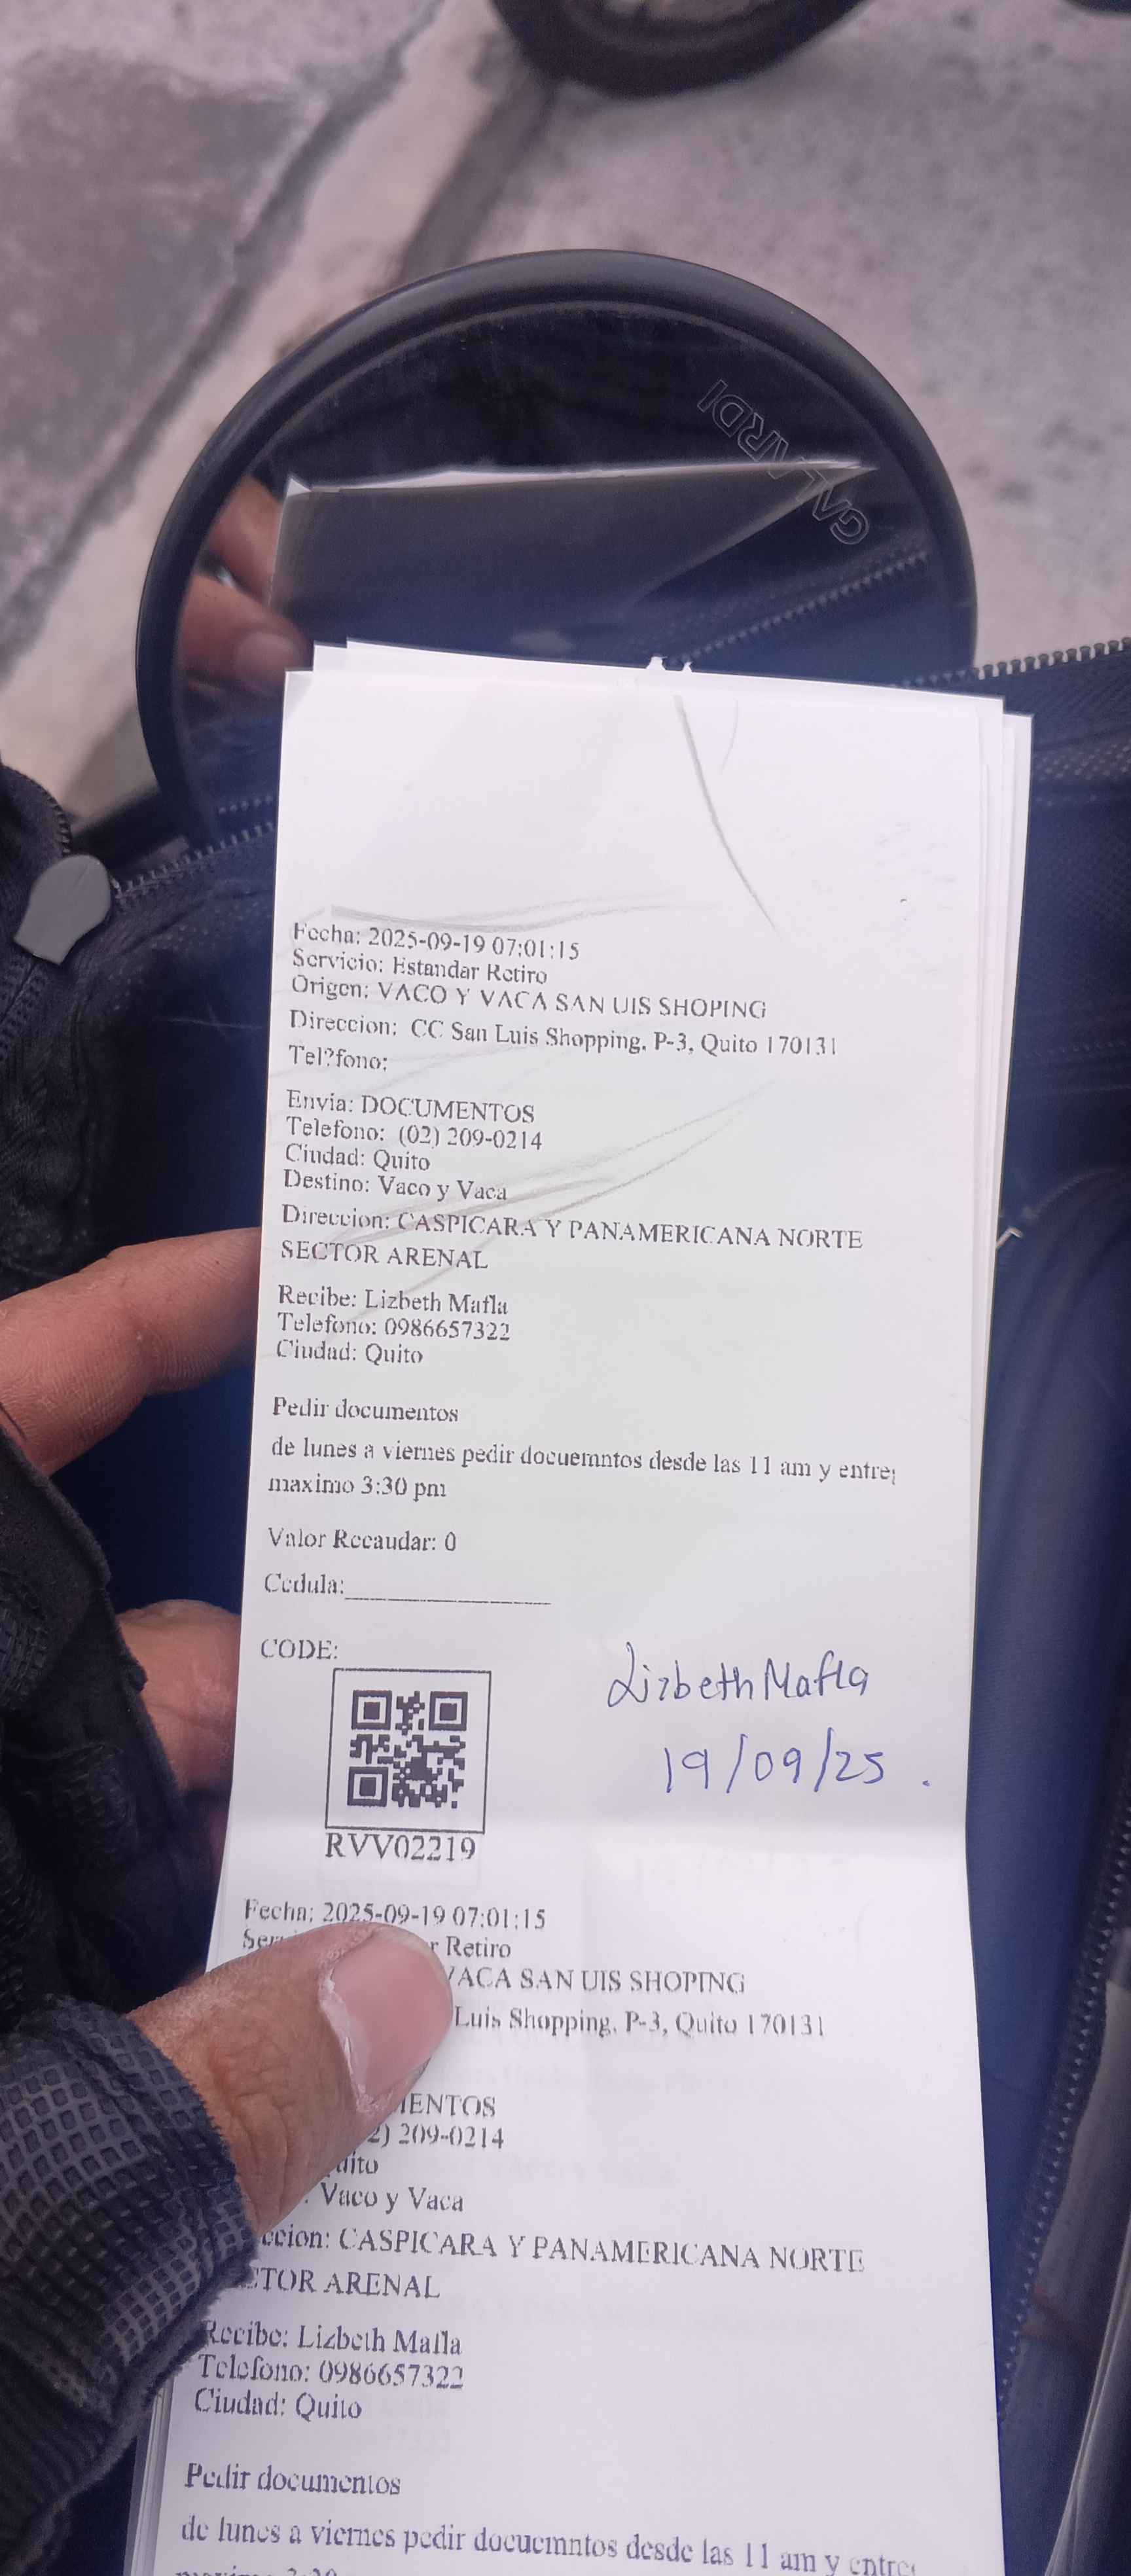 GALARDI
Fecha: 2025-09-19 07:01:15
Servicio: Estandar Retiro
Origen: VACO Y VACA SAN UIS SHOPING
Direccion: CC San Luis Shopping, P-3, Quito 170131
Tel?fono:
Envia: DOCUMENTOS
Telefono: (02) 209-0214
Ciudad: Quito
Destino: Vaco y Vaca
Direccion: CASPICARA Y PANAMERICANA NORTE
SECTOR ARENAL
Recibe: Lizbeth Mafla
Telefono: 0986657322
Ciudad: Quito
Pedir documentos
de lunes a viernes pedir docuemntos desde las 11 am y entre
maximo 3:30 pm
Valor Recaudar: 0
Cedula:
CODE:
Lizbeth Mafla
19/09/25.
RVV02219
Fecha: 2025-09-19 07:01:15
Ser r Retiro
VACA SAN UIS SHOPING
Luis Shopping, P-3, Quito 170131
MENTOS
2) 209-0214
uito
: Vaco y Vaca
ccion: CASPICARA Y PANAMERICANA NORTE
CTOR ARENAL
Recibe: Lizbeth Mafla
Telefono: 0986657322
Ciudad: Quito
Pedir documentos
de lunes a viernes pedir docuemntos desde las 11 am y entre